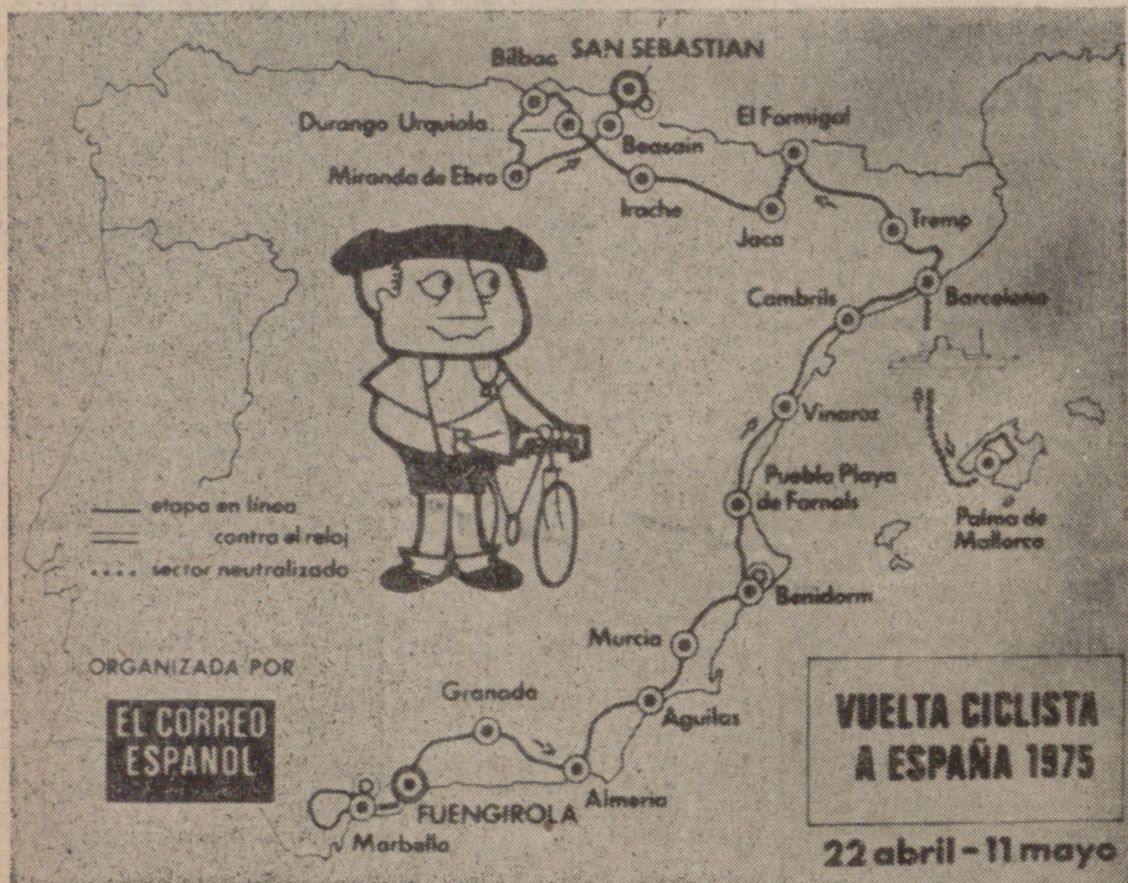 Bilbao
SAN SEBASTIAN
Durango Urquiola
Beasain
El Formigal
Miranda de Ebro
Irache
Jaca
Tremp
Cambrils
Barcelona
Vinaroz
Puebla Playa
de Farnals
Palma de
Mallorca
etapa en línea
contra el reloj
sector neutralizado
Benidorm
Murcia
ORGANIZADA POR
EL CORREO
ESPAÑOL
Granada
Aguilas
VUELTA CICLISTA
A ESPAÑA 1975
FUENGIROLA
Almeria
Marbella
22 abril - 11 mayo